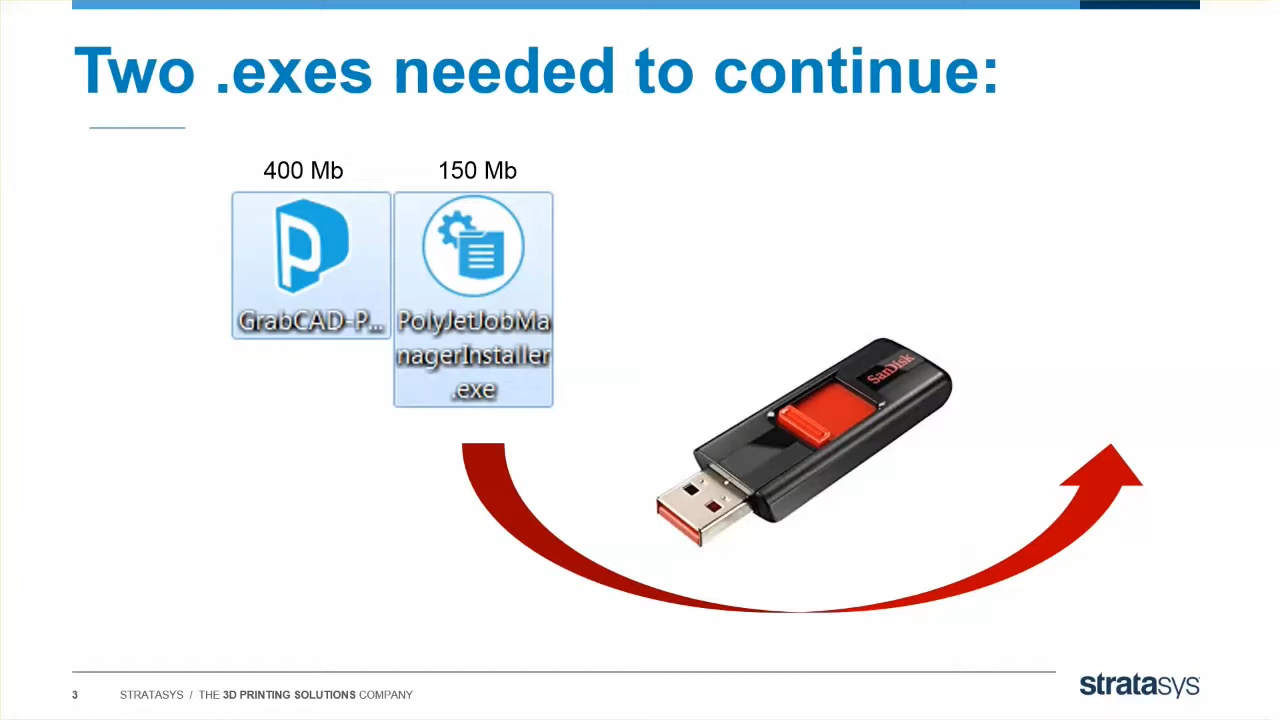 Two .exes needed to continue:
400 Mb
150 Mb
GrabCAD-P...
PolyJetJobMa
nagerInstaller
.exe
SanDisk
3
STRATASYS / THE 3D PRINTING SOLUTIONS COMPANY
stratasys